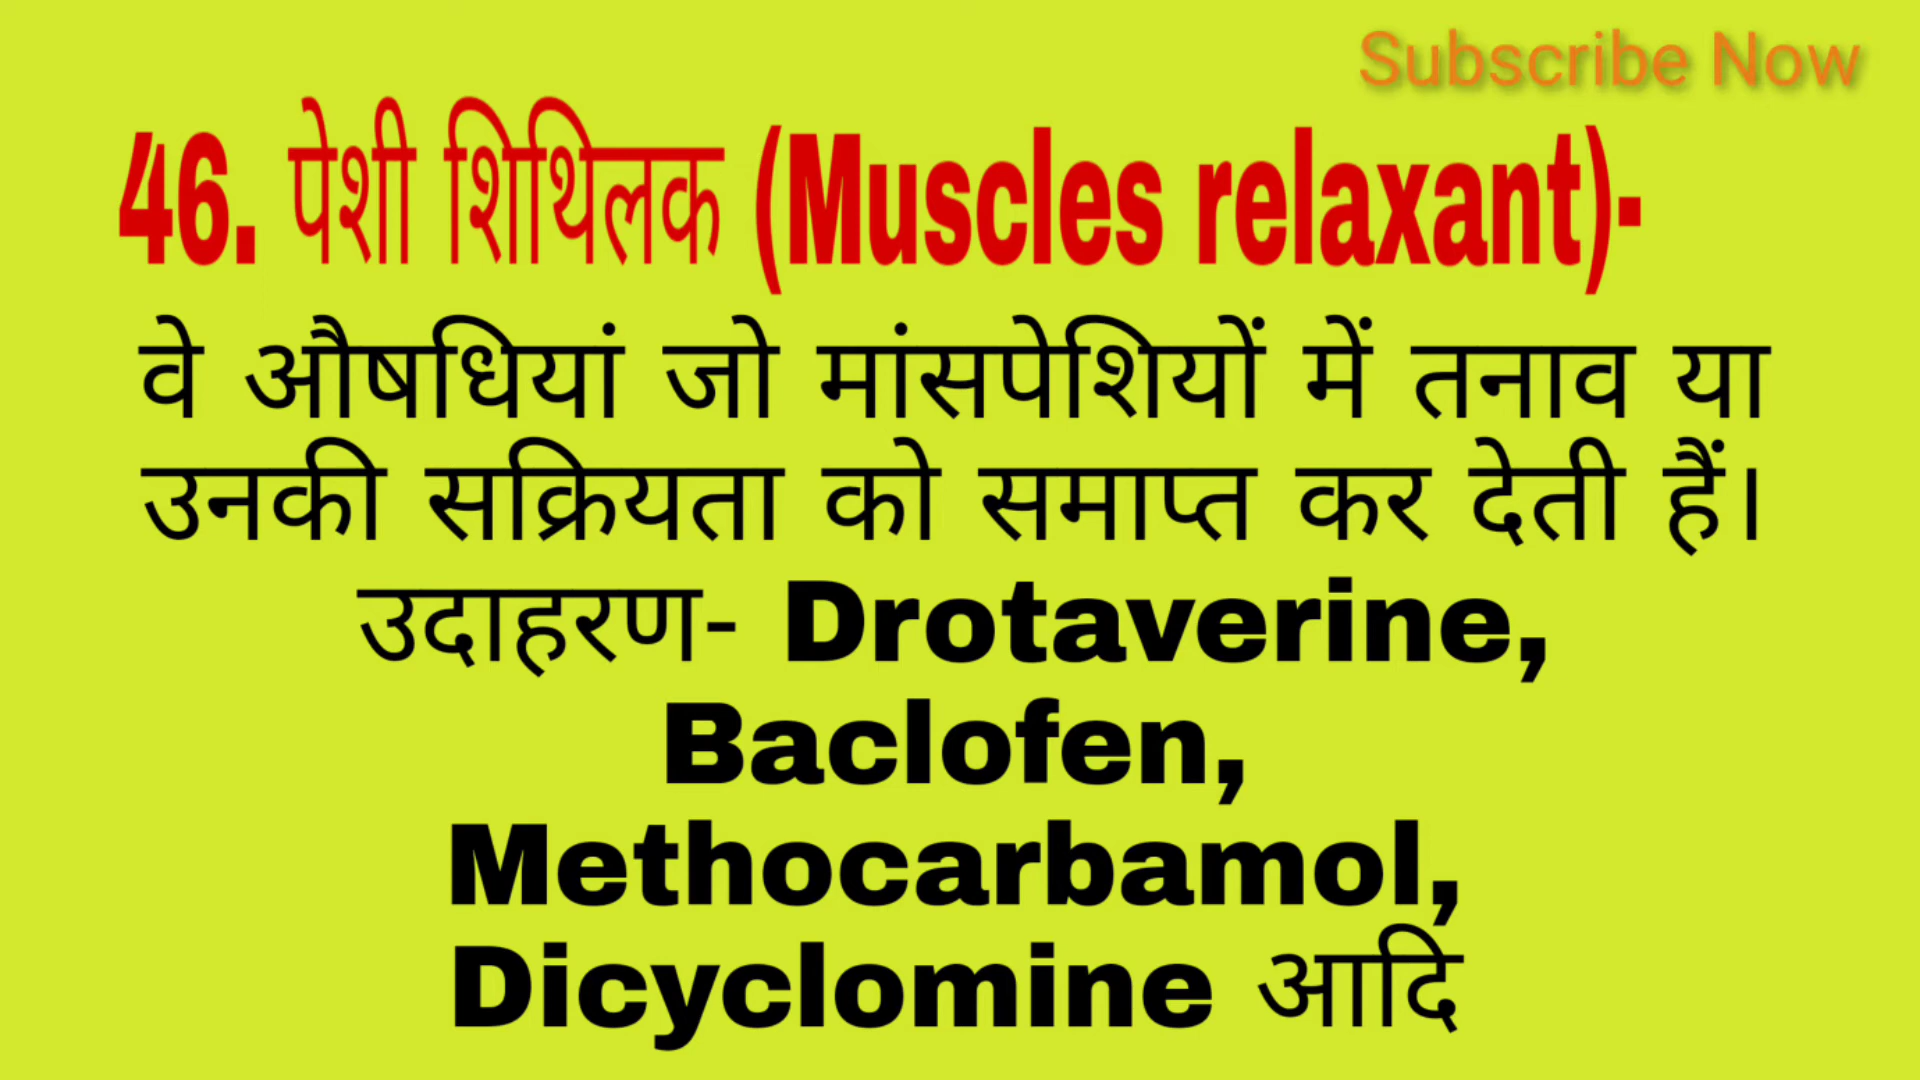 Subscribe Now
46. पेशी शिथिलक (Muscles relaxant)-
वे औषधियां जो मांसपेशियों में तनाव या
उनकी सक्रियता को समाप्त कर देती हैं।
उदाहरण- Drotaverine,
Baclofen,
Methocarbamol,
Dicyclomine आदि